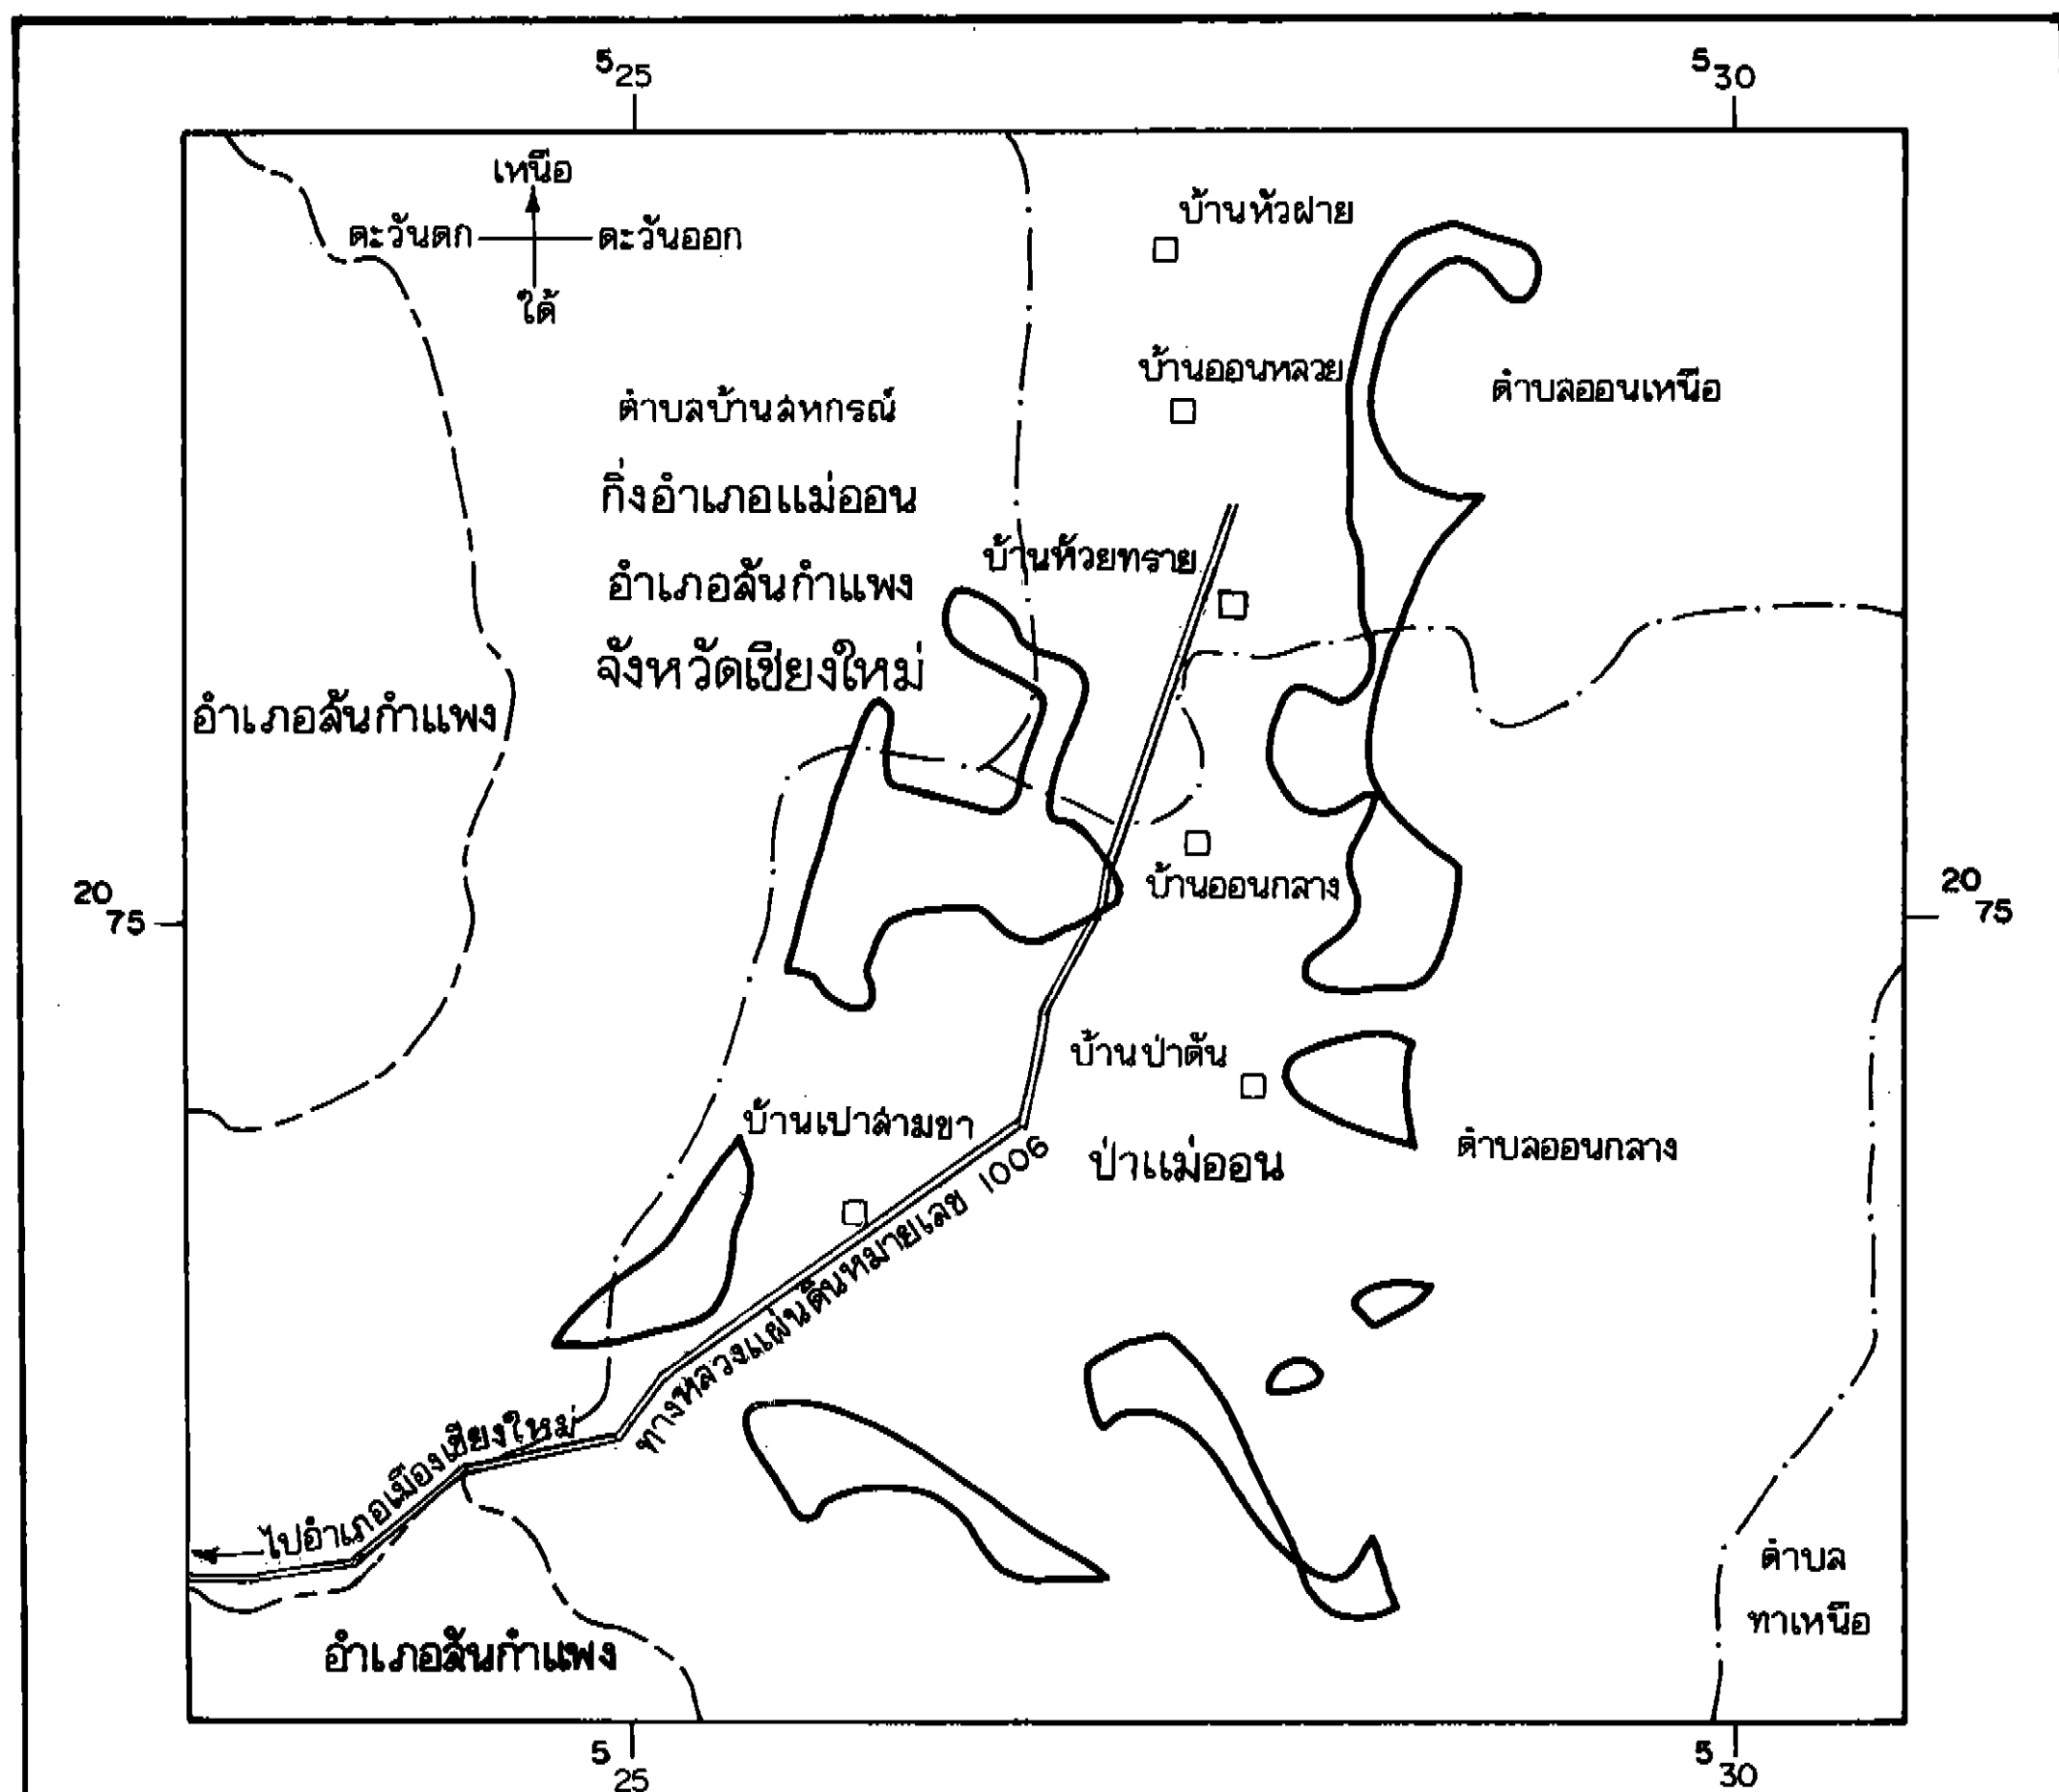 5 25
5 30
เหนือ
ตะวันตก
ตะวันออก
ใต้
บ้านหัวฝาย
บ้านออนหลวย
ตำบลออนเหนือ
ตำบลบ้านสหกรณ์
กิ่งอำเภอแม่ออน
บ้านห้วยทราย
อำเภอสันกำแพง
จังหวัดเชียงใหม่
อำเภอสันกำแพง
บ้านออนกลาง
20 75
20 75
บ้านป่าตัน
บ้านเปาสามขา
ป่าแม่ออน
ตำบลออนกลาง
ทางหลวงแผ่นดินหมายเลข 1006
ไปอำเภอเมืองเชียงใหม่
ตำบล
ทาเหนือ
อำเภอสันกำแพง
5 25
5 30